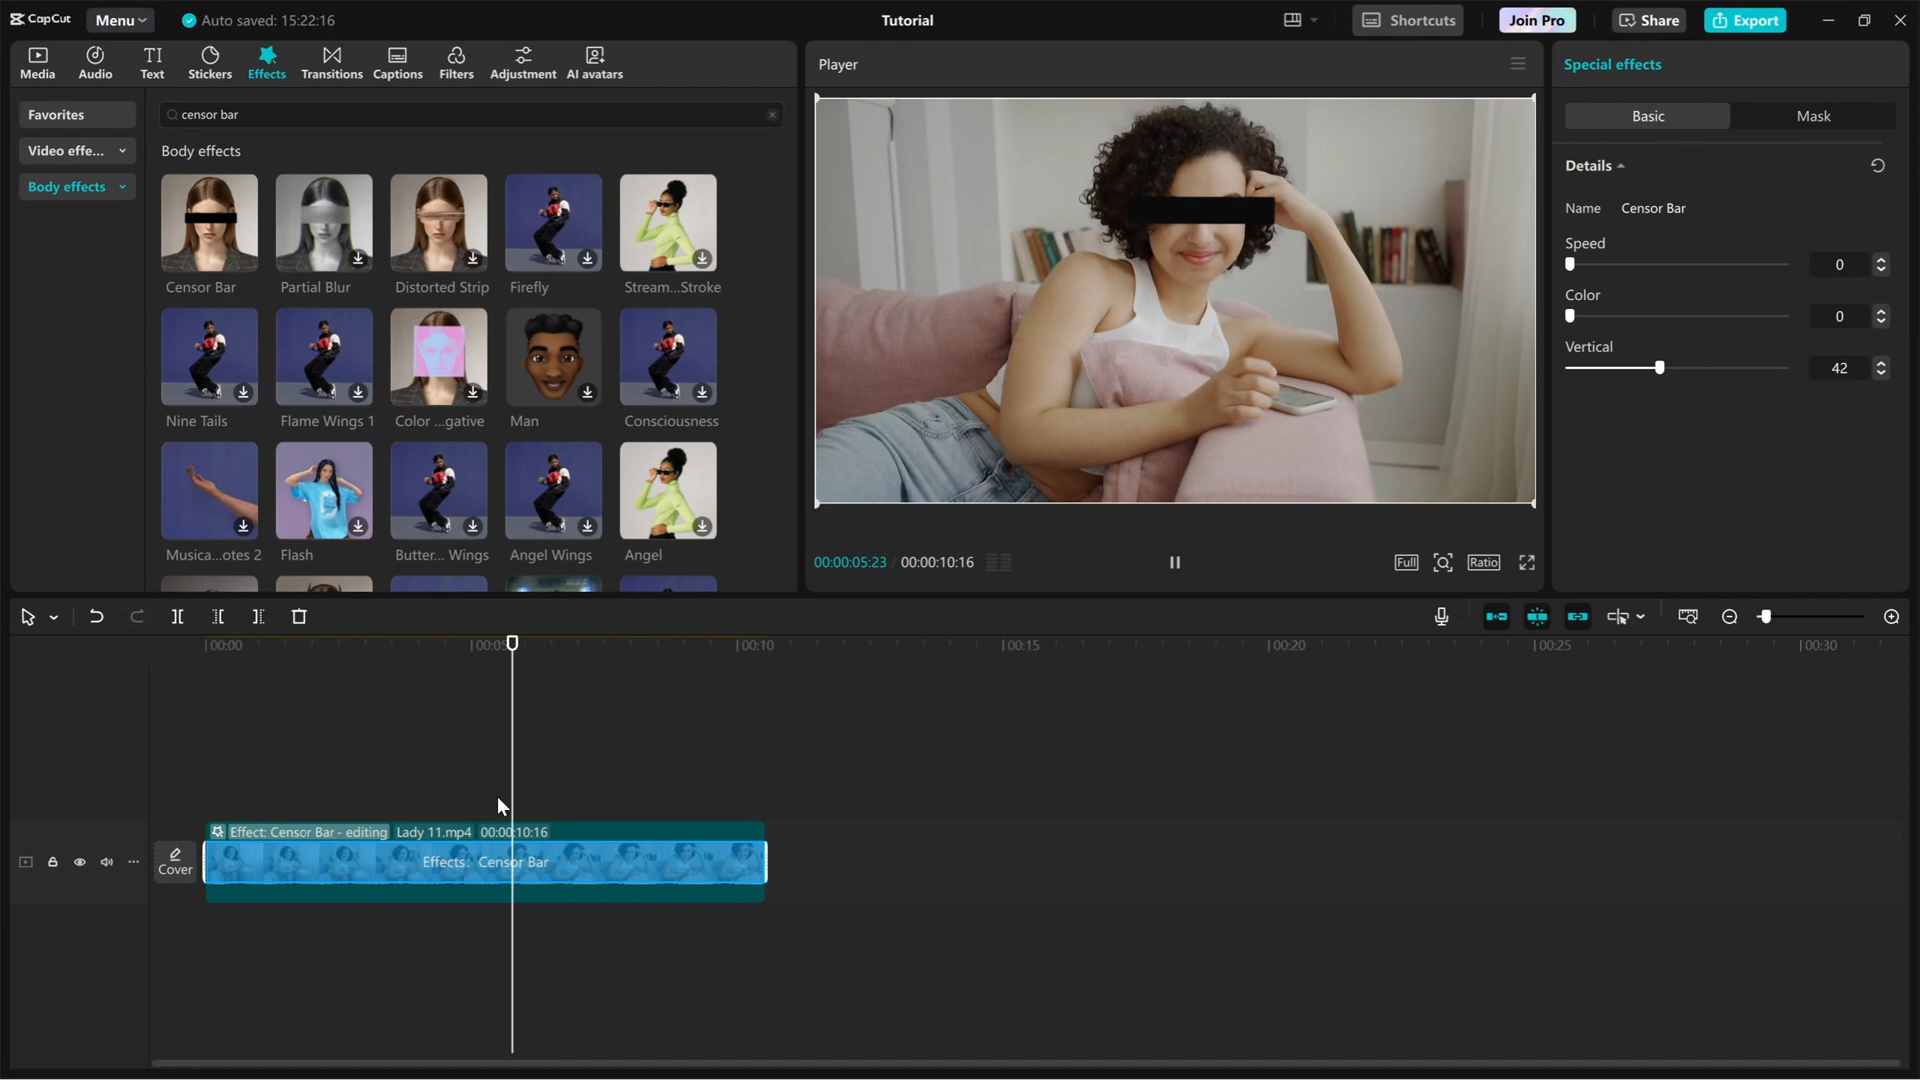 CapCut
Menu
Auto saved: 15:22:16
Tutorial
Shortcuts
Join Pro
Share
Export
Media
Audio
Text
Stickers
Effects
Transitions
Captions
Filters
Adjustment
AI avatars
Favorites
Video effe...
Body effects
censor bar
Body effects
Censor Bar
Partial Blur
Distorted Strip
Firefly
Stream...Stroke
Nine Tails
Flame Wings 1
Color ...gative
Man
Consciousness
Musica...otes 2
Flash
Butter... Wings
Angel Wings
Angel
Player
00:00:05:23 / 00:00:10:16
Full
Ratio
Special effects
Basic
Mask
Details
Name Censor Bar
Speed
0
Color
0
Vertical
42
00:00
00:05
00:10
00:15
00:20
00:25
00:30
Effect: Censor Bar - editing Lady 11.mp4 00:00:10:16
Effects: Censor Bar
Cover